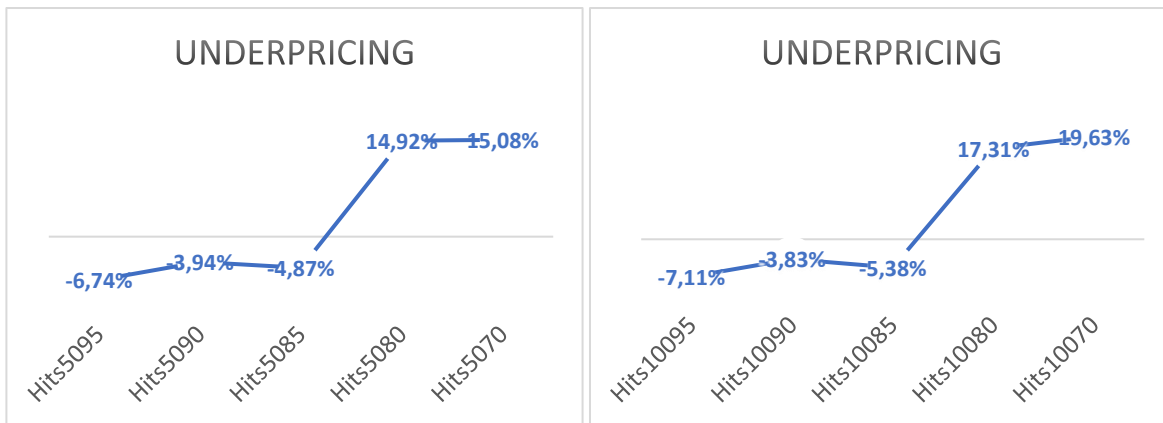 UNDERPRICING
14,92%
15,08%
-6,74%
-3,94%
-4,87%
Hits5095
Hits5090
Hits5085
Hits5080
Hits5070
UNDERPRICING
17,31%
19,63%
-7,11%
-3,83%
-5,38%
Hits10095
Hits10090
Hits10085
Hits10080
Hits10070